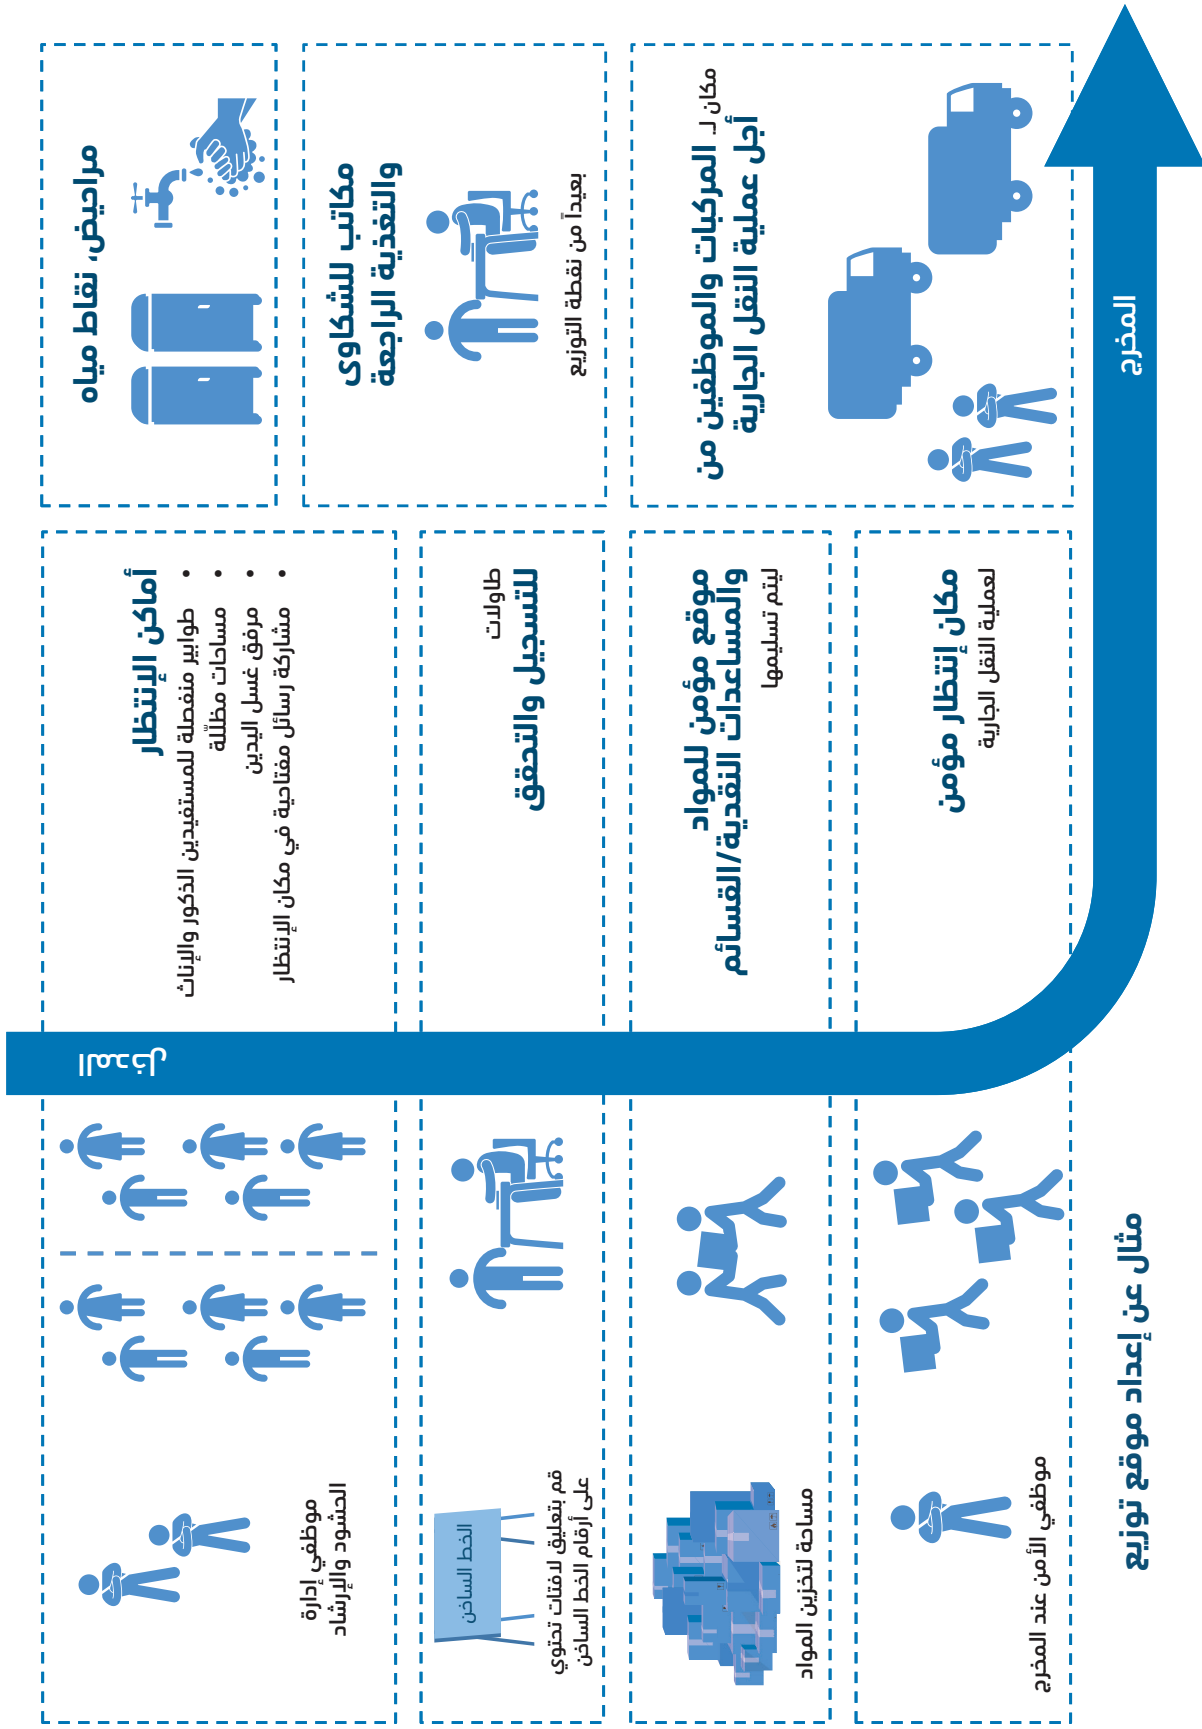 مثال عن إعداد موقع توزيع
المدخل
أماكن الإنتظار
• طوابير منفصلة للمستفيدين الذكور والإناث
• مساحات مظللّة
• مرفق غسل اليدين
• مشاركة رسائل مفتاحية في مكان الإنتظار
موظفي إدارة
الحشود والإرشاد
طاولات
للتسجيل والتحقق
الخط الساخن
قم بتعليق لافتات تحتوي
على أرقام الخط الساخن
موقع مؤمن للمواد
والمساعدات النقدية/القسائم
ليتم تسليمها
مساحة لتخزين المواد
مكان إنتظار مؤمن
لعملية النقل الجارية
موظفي الأمن عند المخرج
مراحيض، نقاط مياه
مكاتب للشكاوى
والتغذية الراجعة
بعيداً من نقطة التوزيع
مكان لـ المركبات والموظفين من
أجل عملية النقل الجارية
المخرج